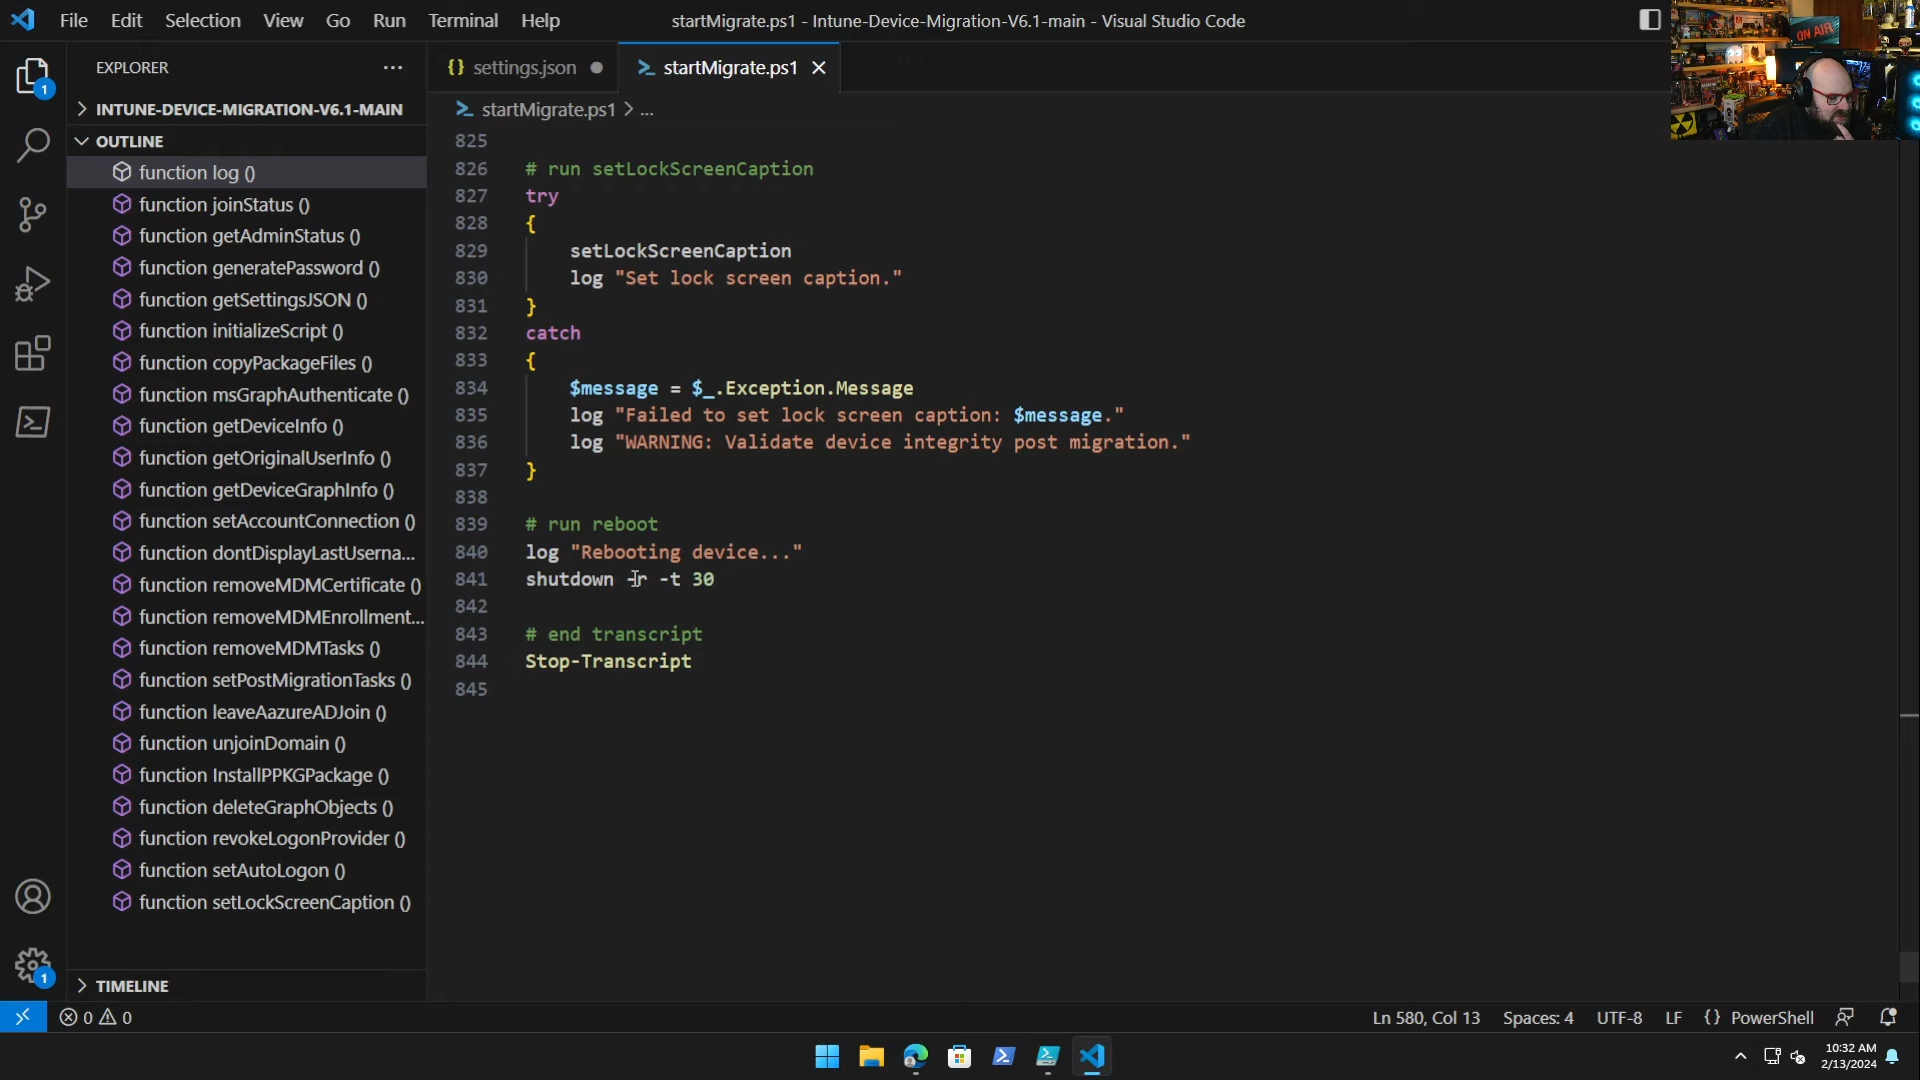 File Edit Selection View Go Run Terminal Help
startMigrate.ps1 - Intune-Device-Migration-V6.1-main - Visual Studio Code
ON AIR
EXPLORER
INTUNE-DEVICE-MIGRATION-V6.1-MAIN
OUTLINE
function log ()
function joinStatus ()
function getAdminStatus ()
function generatePassword ()
function getSettingsJSON ()
function initializeScript ()
function copyPackageFiles ()
function msGraphAuthenticate ()
function getDeviceInfo ()
function getOriginalUserInfo ()
function getDeviceGraphInfo ()
function setAccountConnection ()
function dontDisplayLastUserna...
function removeMDMCertificate ()
function removeMDMEnrollment...
function removeMDMTasks ()
function setPostMigrationTasks ()
function leaveAazureADJoin ()
function unjoinDomain ()
function InstallPPKGPackage ()
function deleteGraphObjects ()
function revokeLogonProvider ()
function setAutoLogon ()
function setLockScreenCaption ()
TIMELINE
1
1
{} settings.json
startMigrate.ps1
startMigrate.ps1 > ...
825
826 # run setLockScreenCaption
827 try
828 {
829 setLockScreenCaption
830 log "Set lock screen caption."
831 }
832 catch
833 {
834 $message = $_.Exception.Message
835 log "Failed to set lock screen caption: $message."
836 log "WARNING: Validate device integrity post migration."
837 }
838
839 # run reboot
840 log "Rebooting device..."
841 shutdown -r -t 30
842
843 # end transcript
844 Stop-Transcript
845
0 0
Ln 580, Col 13 Spaces: 4 UTF-8 LF {} PowerShell
10:32 AM
2/13/2024